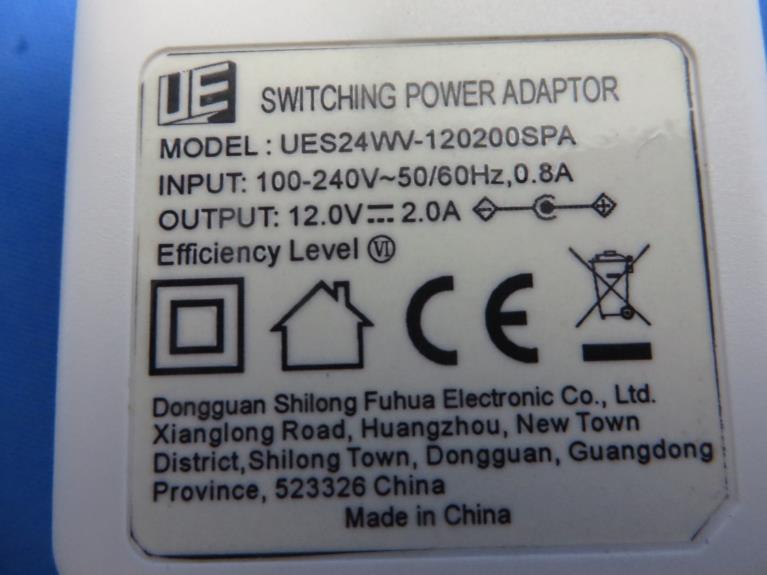 UE
SWITCHING POWER ADAPTOR
MODEL : UES24WV-120200SPA
INPUT: 100-240V~50/60Hz,0.8A
OUTPUT: 12.0V⎓2.0A
Efficiency Level Ⅵ
CE
Dongguan Shilong Fuhua Electronic Co., Ltd.
Xianglong Road, Huangzhou, New Town
District,Shilong Town, Dongguan, Guangdong
Province, 523326 China
Made in China